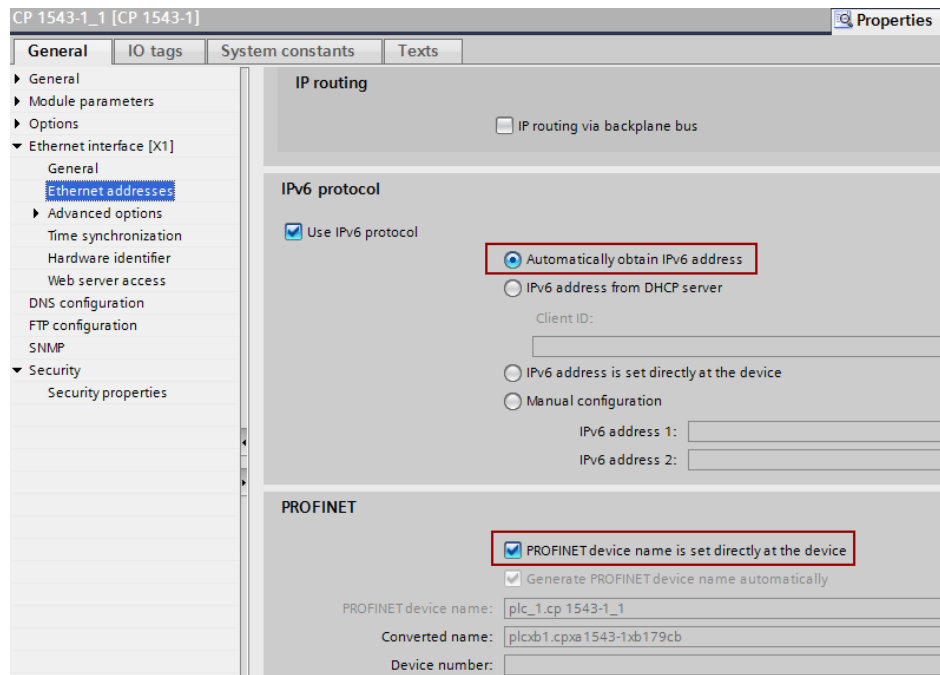 CP 1543-1_1 [CP 1543-1]
Properties
General
IO tags
System constants
Texts
General
Module parameters
Options
Ethernet interface [X1]
General
Ethernet addresses
Advanced options
Time synchronization
Hardware identifier
Web server access
DNS configuration
FTP configuration
SNMP
Security
Security properties
IP routing
IP routing via backplane bus
IPv6 protocol
Use IPv6 protocol
Automatically obtain IPv6 address
IPv6 address from DHCP server
Client ID:
IPv6 address is set directly at the device
Manual configuration
IPv6 address 1:
IPv6 address 2:
PROFINET
PROFINET device name is set directly at the device
Generate PROFINET device name automatically
PROFINET device name: plc_1.cp 1543-1_1
Converted name: plcxb1.cpxa1543-1xb179cb
Device number: